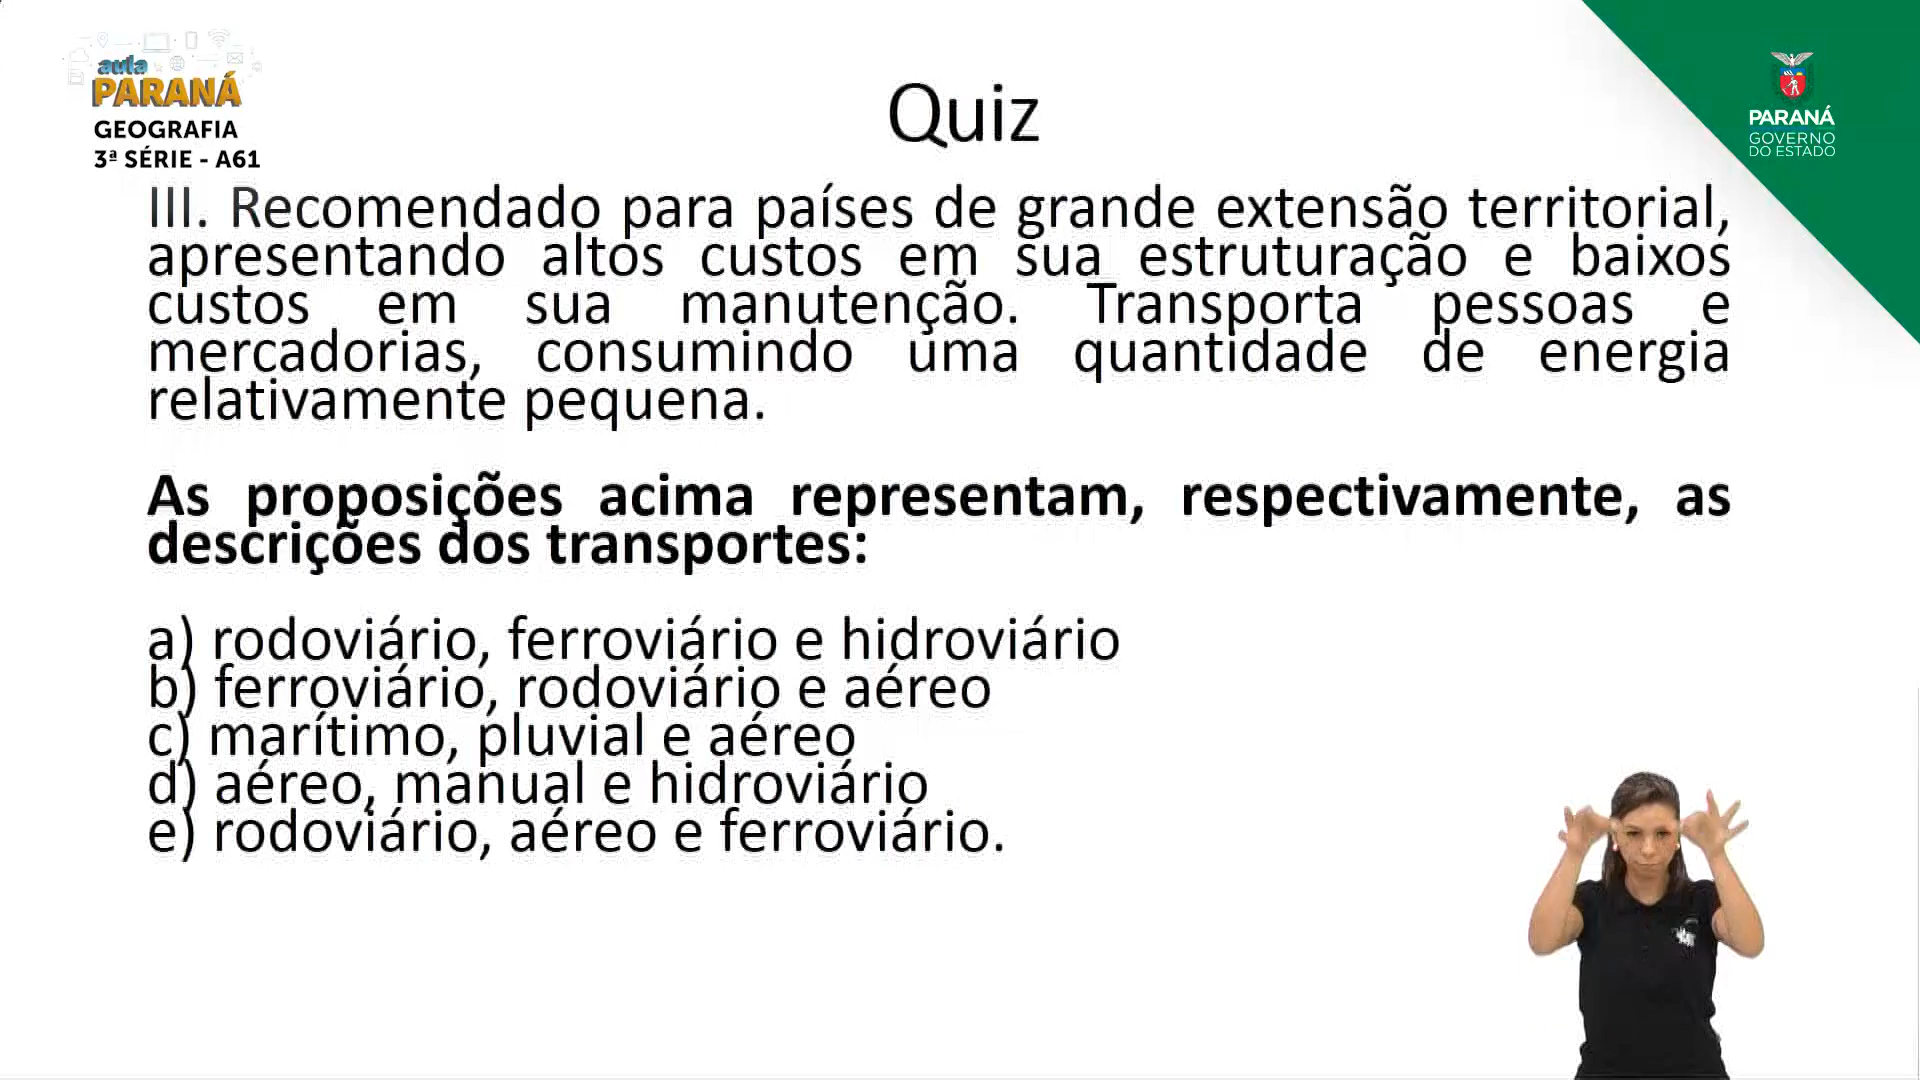 aula
PARANÁ
GEOGRAFIA
3ª SÉRIE - A61
Quiz
PARANÁ
GOVERNO
DO ESTADO
III. Recomendado para países de grande extensão territorial,
apresentando altos custos em sua estruturação e baixos
custos em sua manutenção. Transporta pessoas e
mercadorias, consumindo uma quantidade de energia
relativamente pequena.
As proposições acima representam, respectivamente, as
descrições dos transportes:
a) rodoviário, ferroviário e hidroviário
b) ferroviário, rodoviário e aéreo
c) marítimo, pluvial e aéreo
d) aéreo, manual e hidroviário
e) rodoviário, aéreo e ferroviário.